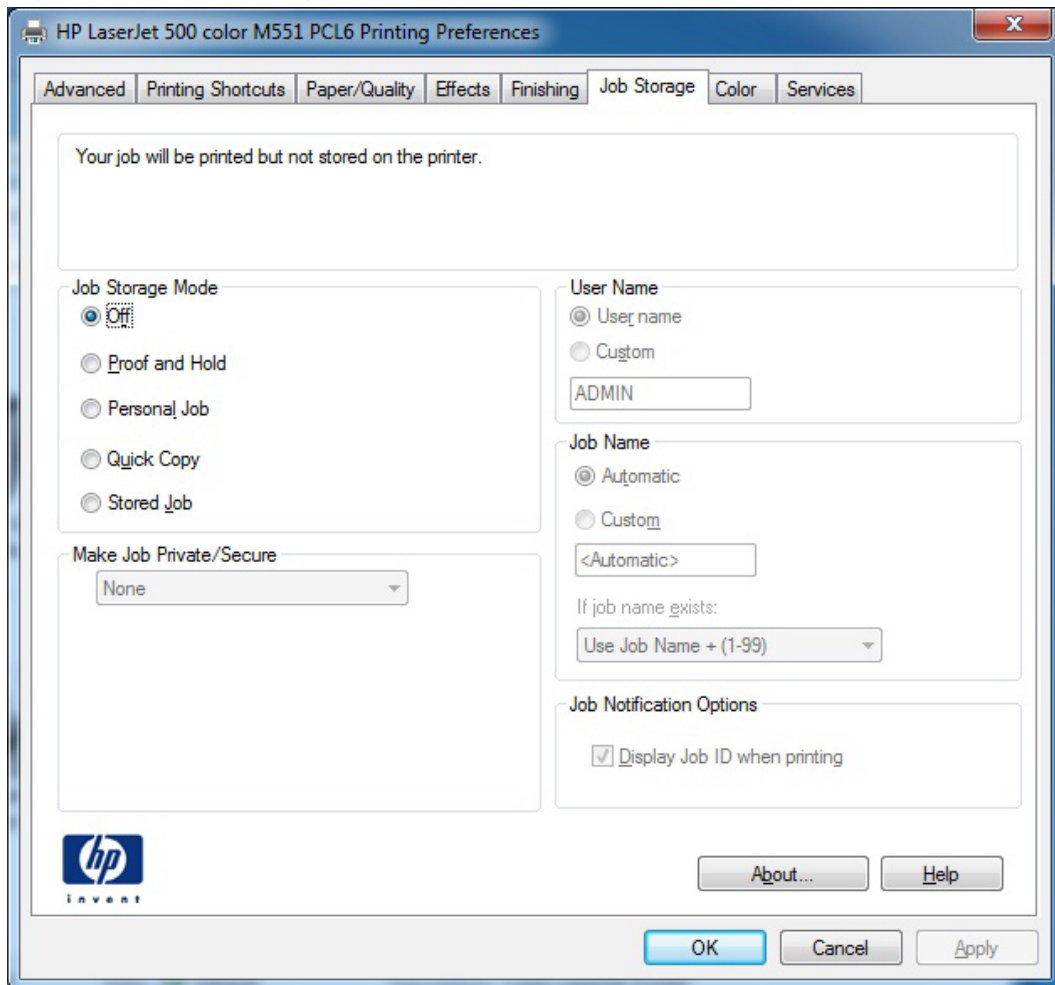 HP LaserJet 500 color M551 PCL6 Printing Preferences
X
Advanced Printing Shortcuts Paper/Quality Effects Finishing Job Storage Color Services
Your job will be printed but not stored on the printer.
Job Storage Mode
Off
Proof and Hold
Personal Job
Quick Copy
Stored Job
Make Job Private/Secure
None
User Name
User name
Custom
ADMIN
Job Name
Automatic
Custom
<Automatic>
If job name exists:
Use Job Name + (1-99)
Job Notification Options
Display Job ID when printing
hp
invent
About... Help
OK Cancel Apply